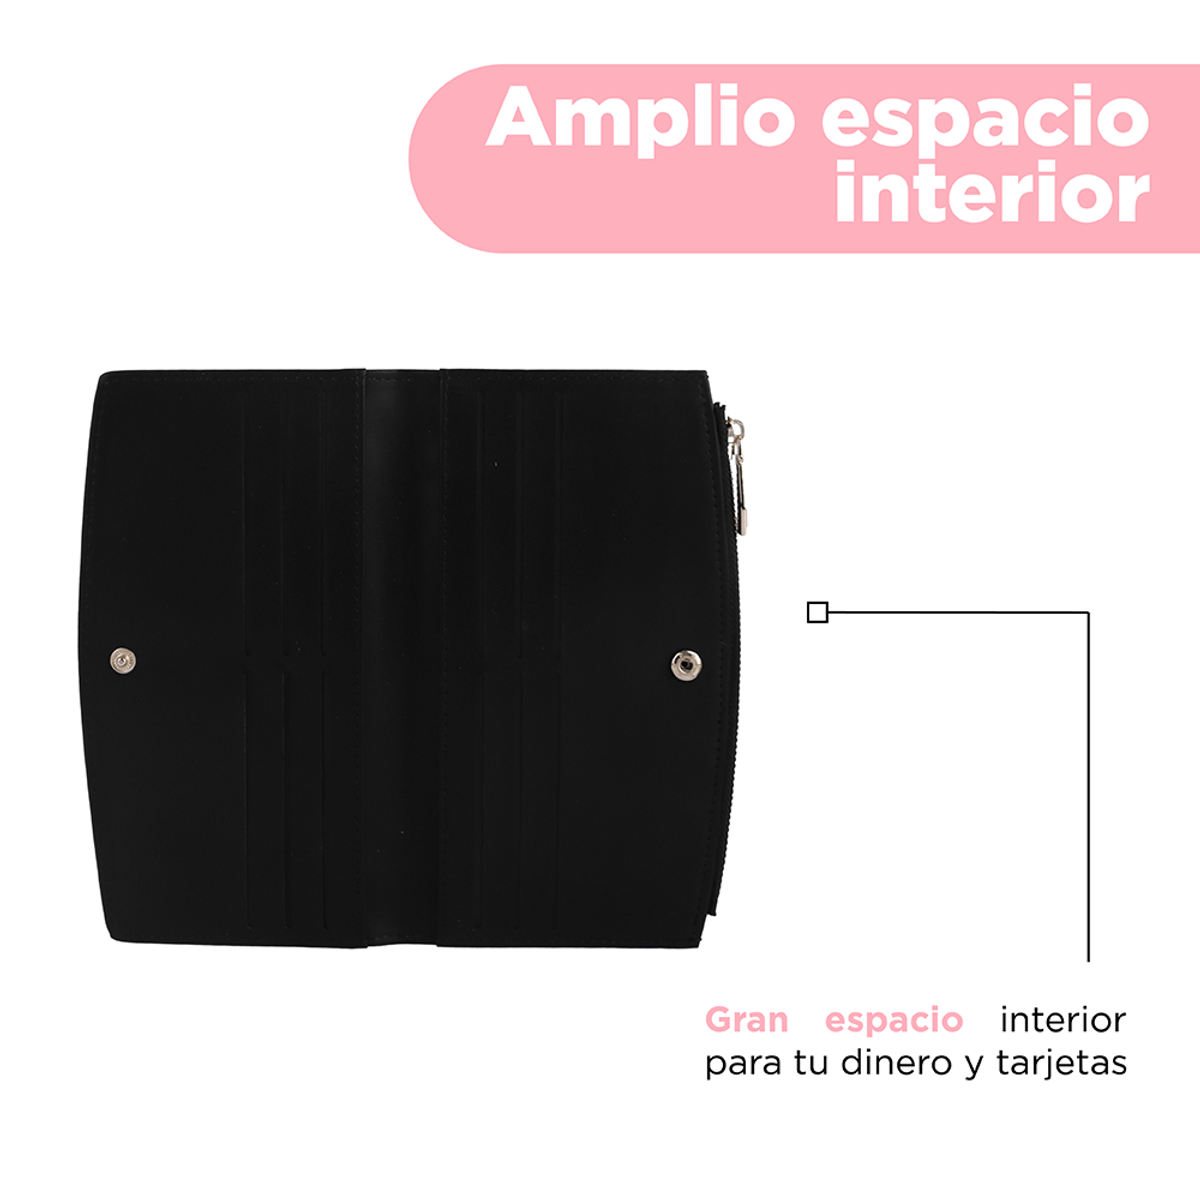 Amplio espacio
interior
Gran espacio interior
para tu dinero y tarjetas